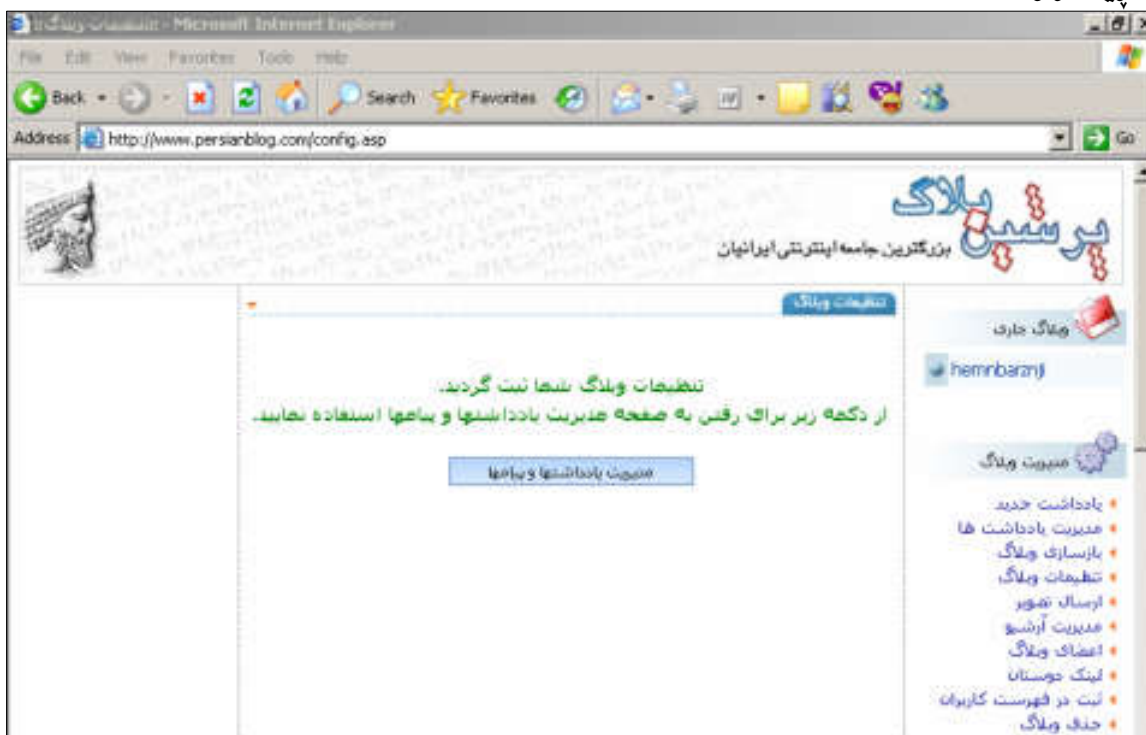 تنظیمات وبلاگ - Microsoft Internet Explorer
File Edit View Favorites Tools Help
Back Search Favorites
Address http://www.persianblog.com/config.asp Go
پرشین بلاگ
بزرگترین جامعه اینترنتی ایرانیان
تنظیمات وبلاگ
وبلاگ جاری
hemnbarznji
تنظیمات وبلاگ شما ثبت گردید.
از دکمه زیر برای رفتن به صفحه مدیریت یادداشتها و پیامها استفاده نمایید.
مدیریت یادداشتها و پیامها
مدیریت وبلاگ
یادداشت جدید
مدیریت یادداشت ها
بازسازی وبلاگ
تنظیمات وبلاگ
ارسال تصویر
مدیریت آرشیو
اعضای وبلاگ
لینک دوستان
ثبت در فهرست کاربران
حذف وبلاگ